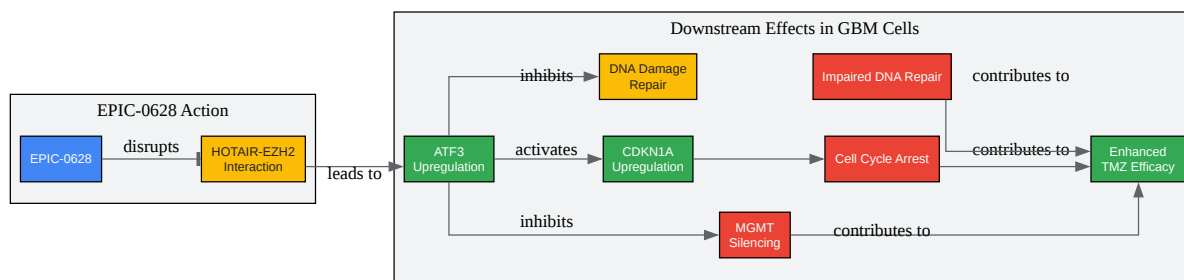 Downstream Effects in GBM Cells
EPIC-0628 Action
EPIC-0628
disrupts
HOTAIR-EZH2
Interaction
leads to
ATF3
Upregulation
inhibits
DNA Damage
Repair
activates
CDKN1A
Upregulation
inhibits
MGMT
Silencing
Impaired DNA Repair
contributes to
Cell Cycle Arrest
contributes to
contributes to
Enhanced
TMZ Efficacy